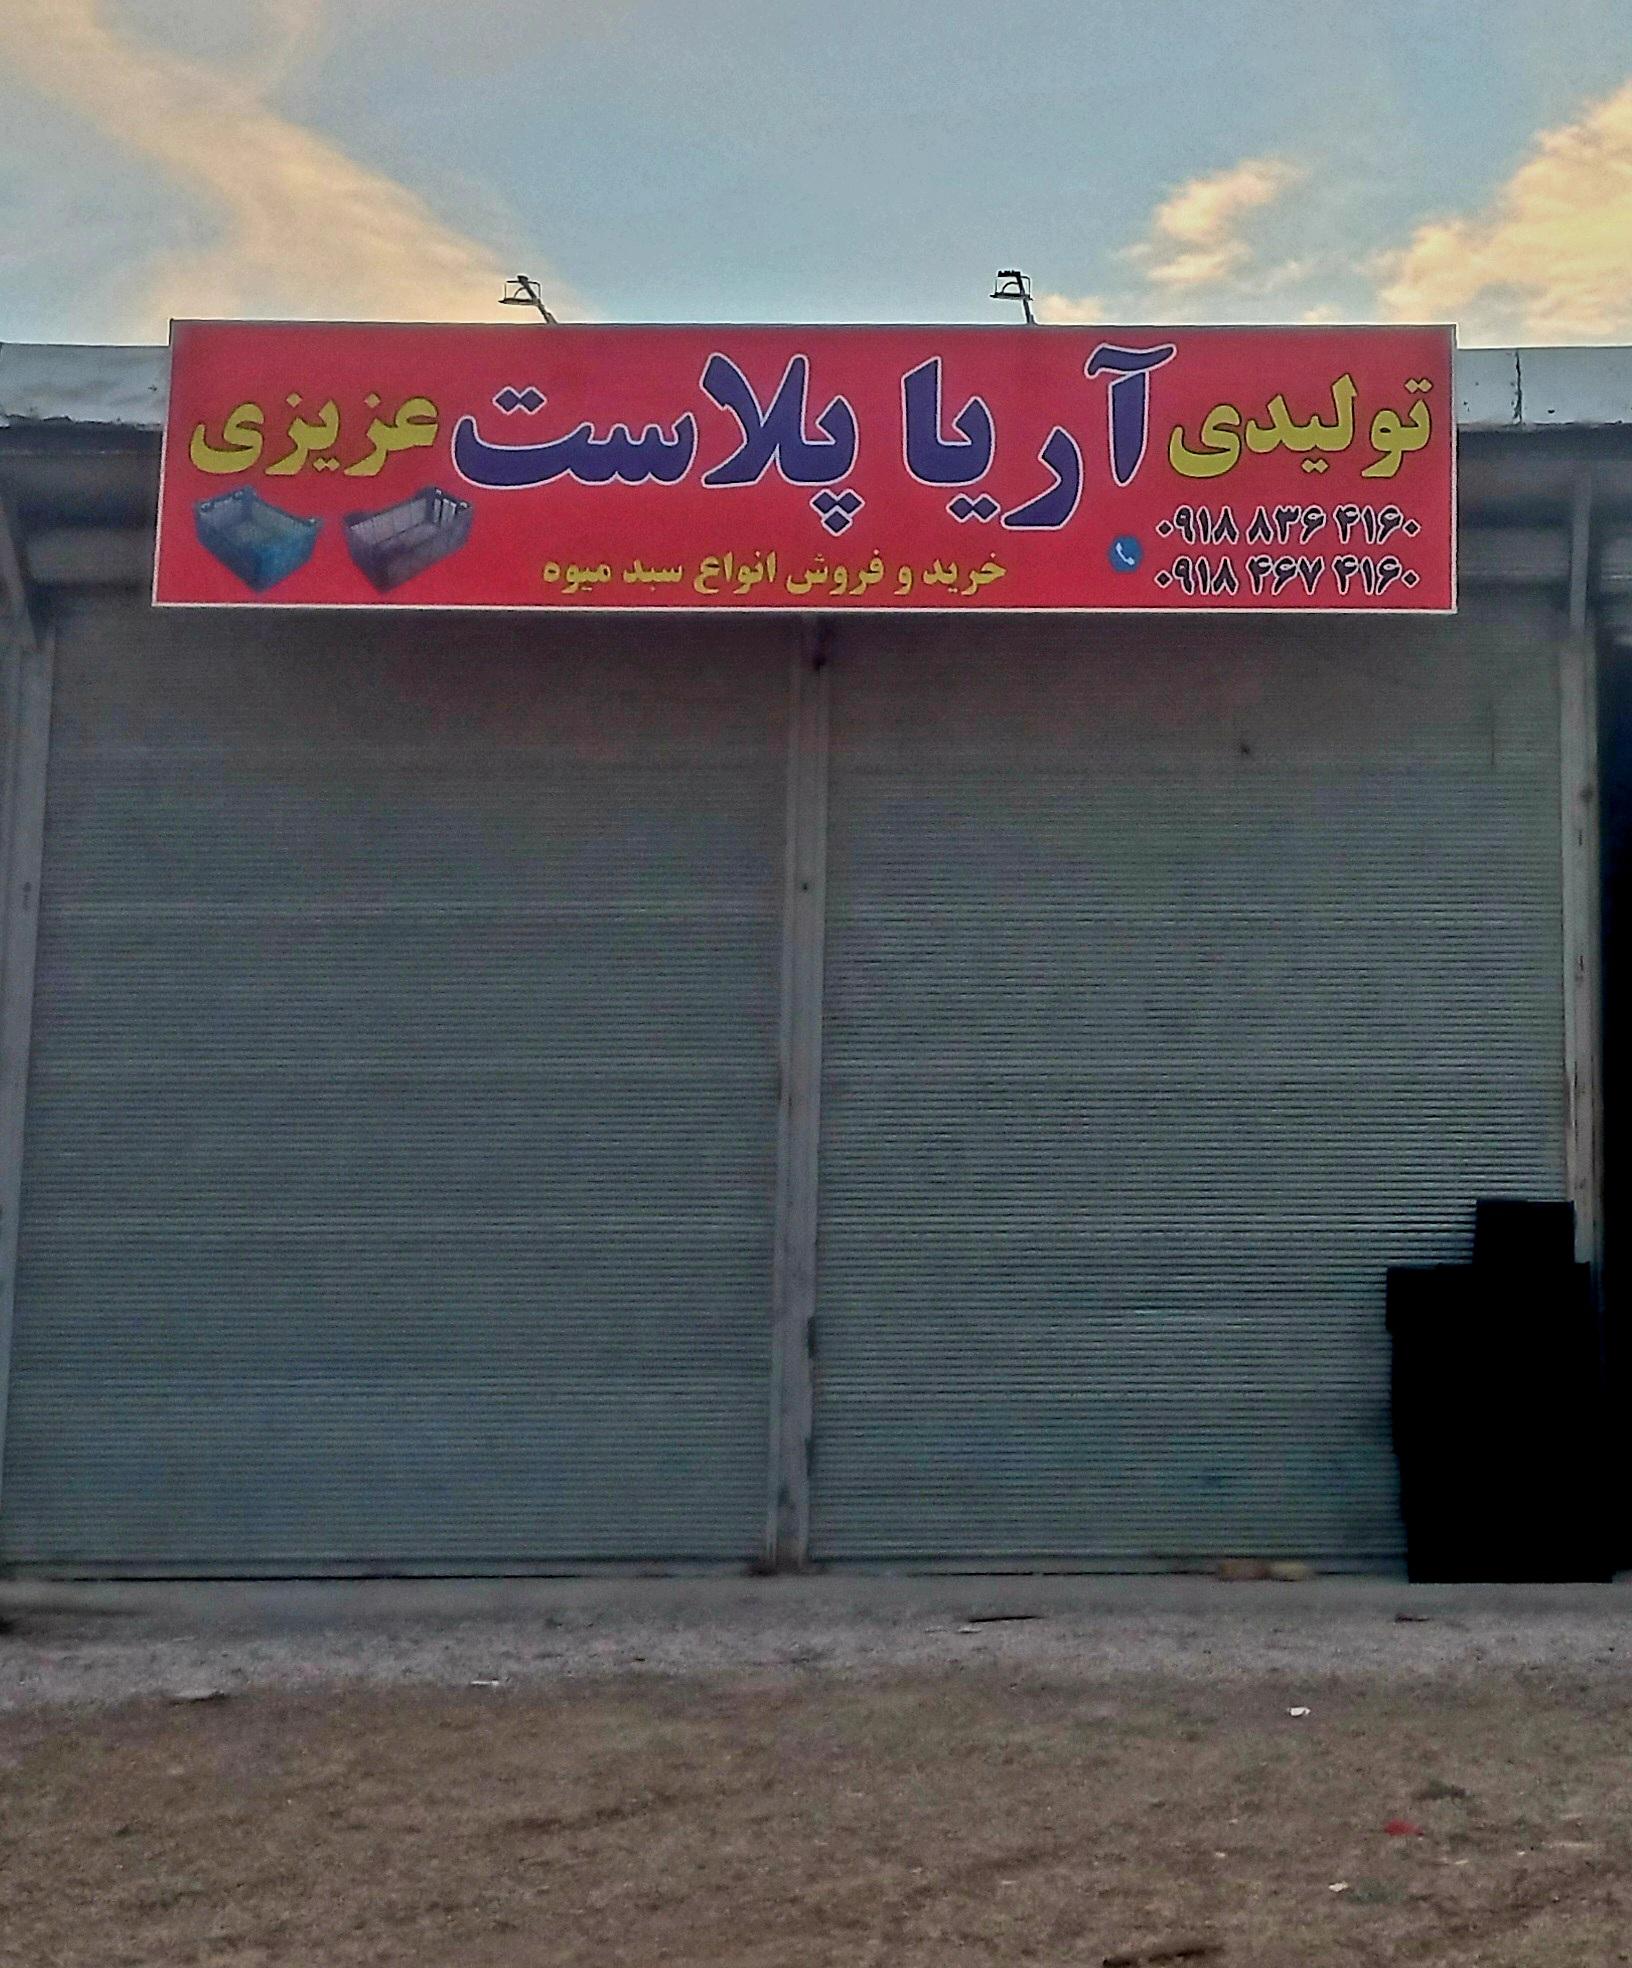 تولیدی آریا پلاست عزیزی
۰۹۱۸ ۸۳۶ ۴۱۶۰
۰۹۱۸ ۴۶۷ ۴۱۶۰
خرید و فروش انواع سبد میوه